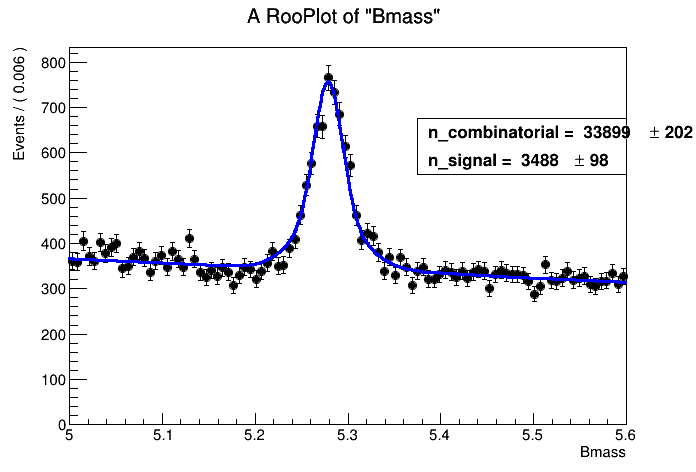 A RooPlot of "Bmass"
Events / ( 0.006 )
800
700
600
500
400
300
200
100
0
n_combinatorial = 33899 ± 202
n_signal = 3488 ± 98
5 5.1 5.2 5.3 5.4 5.5 5.6
Bmass